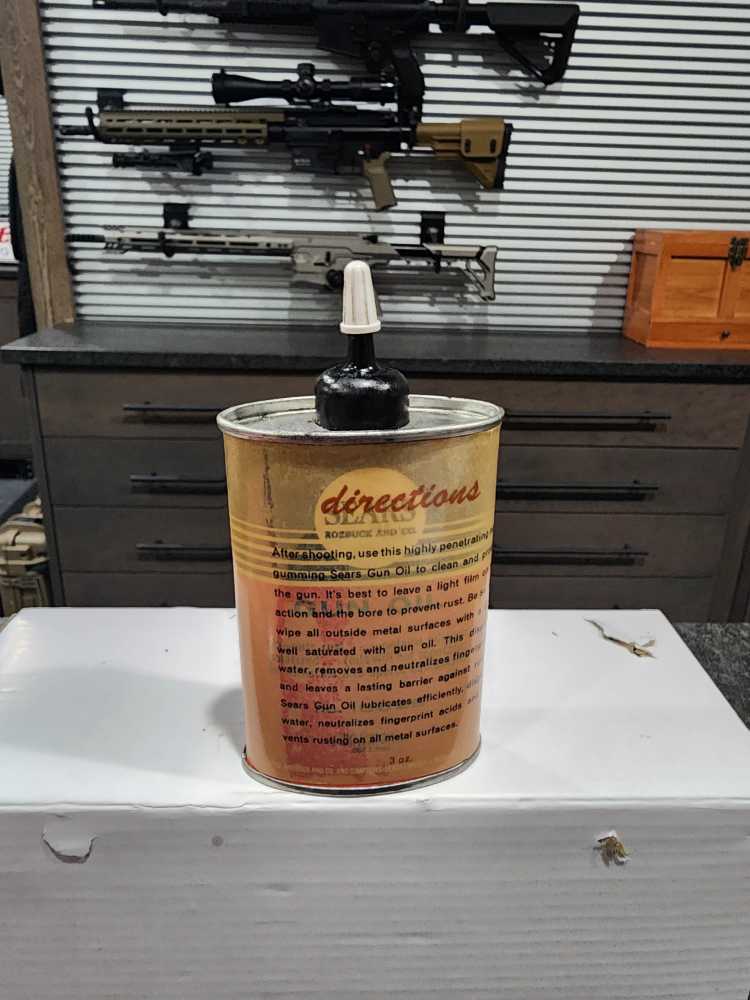 directions
SEARS
ROEBUCK AND CO.
After shooting, use this highly penetrating
gumming Sears Gun Oil to clean and
the gun. It's best to leave a light film
action and the bore to prevent rust. Be
GUN OIL
wipe all outside metal surfaces with a
well saturated with gun oil. This
water, removes and neutralizes
and leaves a lasting barrier against
Sears Gun Oil lubricates efficiently,
water, neutralizes fingerprint acids
vents rusting on all metal surfaces.
3 oz.